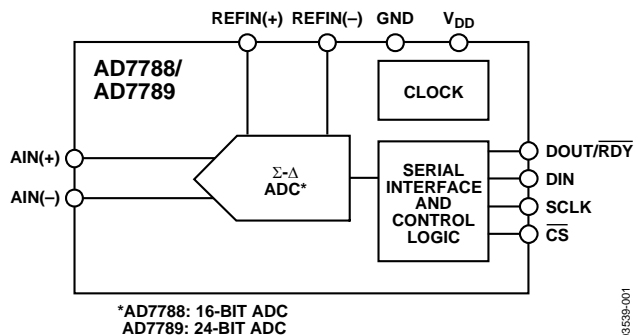 REFIN(+) REFIN(–) GND VDD
AD7788/
AD7789
CLOCK
AIN(+)
AIN(–)
Σ-Δ
ADC*
SERIAL
INTERFACE
AND
CONTROL
LOGIC
DOUT/RDY
DIN
SCLK
CS
*AD7788: 16-BIT ADC
AD7789: 24-BIT ADC
03539-001